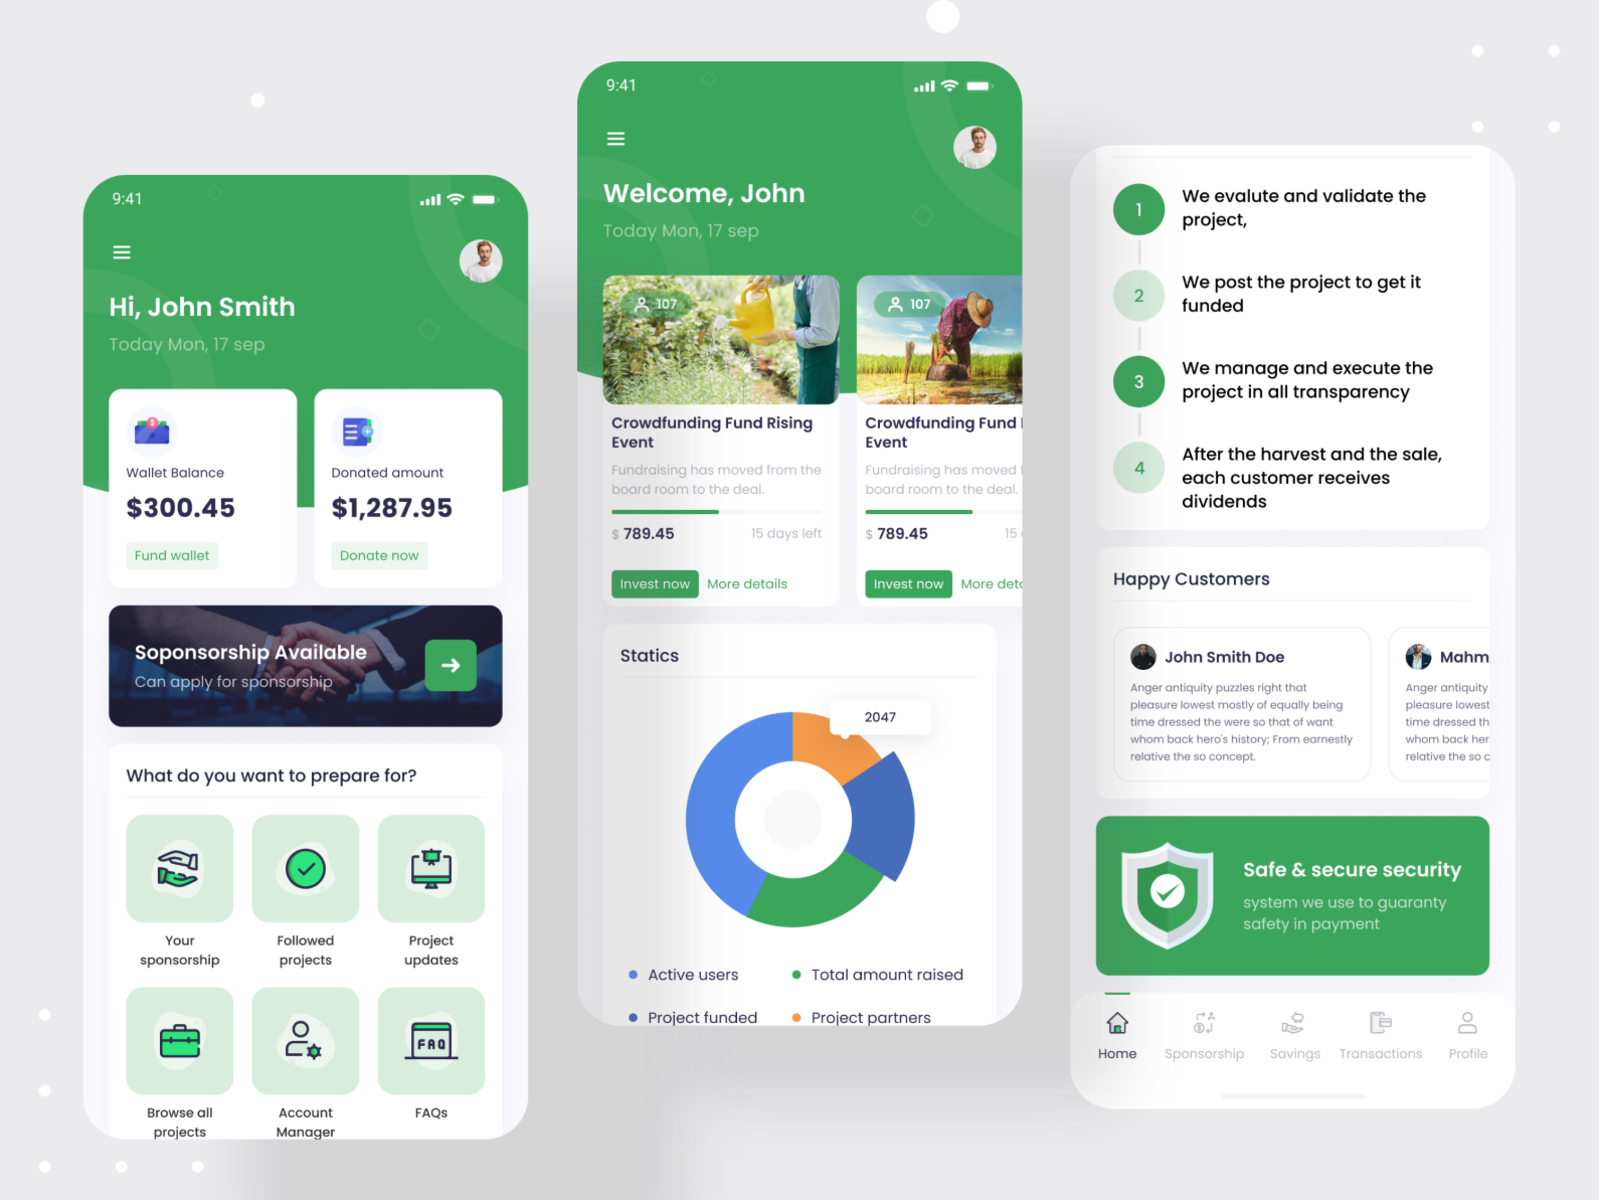 9:41
Hi, John Smith
Today Mon, 17 sep
Wallet Balance
$300.45
Fund wallet
Donated amount
$1,287.95
Donate now
Soponsorship Available
Can apply for sponsorship
What do you want to prepare for?
Your
sponsorship
Followed
projects
Project
updates
FAQ
Browse all
projects
Account
Manager
FAQs
9:41
Welcome, John
Today Mon, 17 sep
107
Crowdfunding Fund Rising
Event
Fundraising has moved from the
board room to the deal.
$ 789.45
15 days left
Invest now
More details
107
Crowdfunding Fund
Event
Fundraising has moved
board room to the deal.
$ 789.45
15
Invest now
More deta
Statics
2047
Active users
Total amount raised
Project funded
Project partners
1
We evalute and validate the
project,
2
We post the project to get it
funded
3
We manage and execute the
project in all transparency
4
After the harvest and the sale,
each customer receives
dividends
Happy Customers
John Smith Doe
Anger antiquity puzzles right that
pleasure lowest mostly of equally being
time dressed the were so that of want
whom back hero's history; From earnestly
relative the so concept.
Mahm
Anger antiquity
pleasure lowest
time dressed th
whom back her
relative the so c
Safe & secure security
system we use to guaranty
safety in payment
Home
Sponsorship
Savings
Transactions
Profile